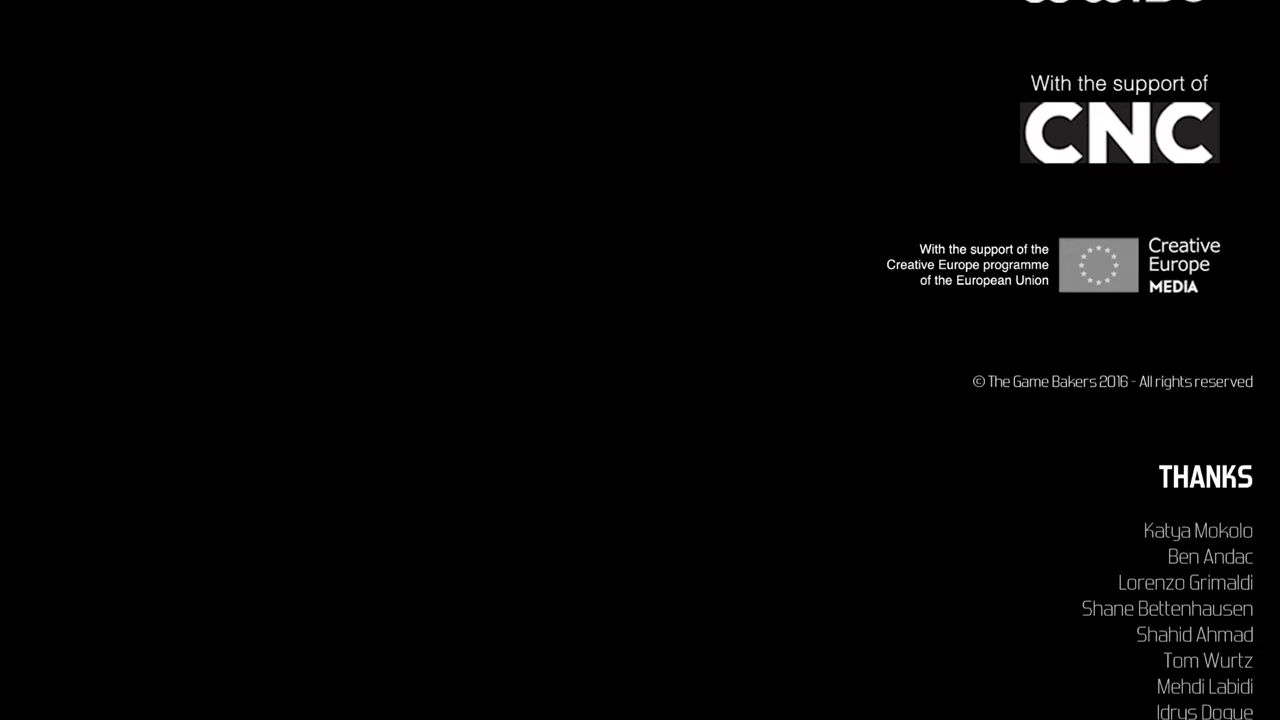 With the support of
CNC
With the support of the
Creative Europe programme
of the European Union
Creative
Europe
MEDIA
© The Game Bakers 2016 - All rights reserved
THANKS
Katya Mokolo
Ben Andac
Lorenzo Grimaldi
Shane Bettenhausen
Shahid Ahmad
Tom Wurtz
Mehdi Labidi
Idrys Dogue